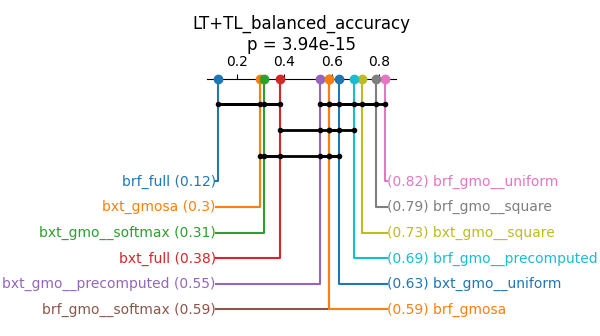 LT+TL_balanced_accuracy
p = 3.94e-15
0.2 0.4 0.6 0.8
brf_full (0.12) (0.82) brf_gmo__uniform
bxt_gmosa (0.3) (0.79) brf_gmo__square
bxt_gmo__softmax (0.31) (0.73) bxt_gmo__square
bxt_full (0.38) (0.69) brf_gmo__precomputed
bxt_gmo__precomputed (0.55) (0.63) bxt_gmo__uniform
brf_gmo__softmax (0.59) (0.59) brf_gmosa